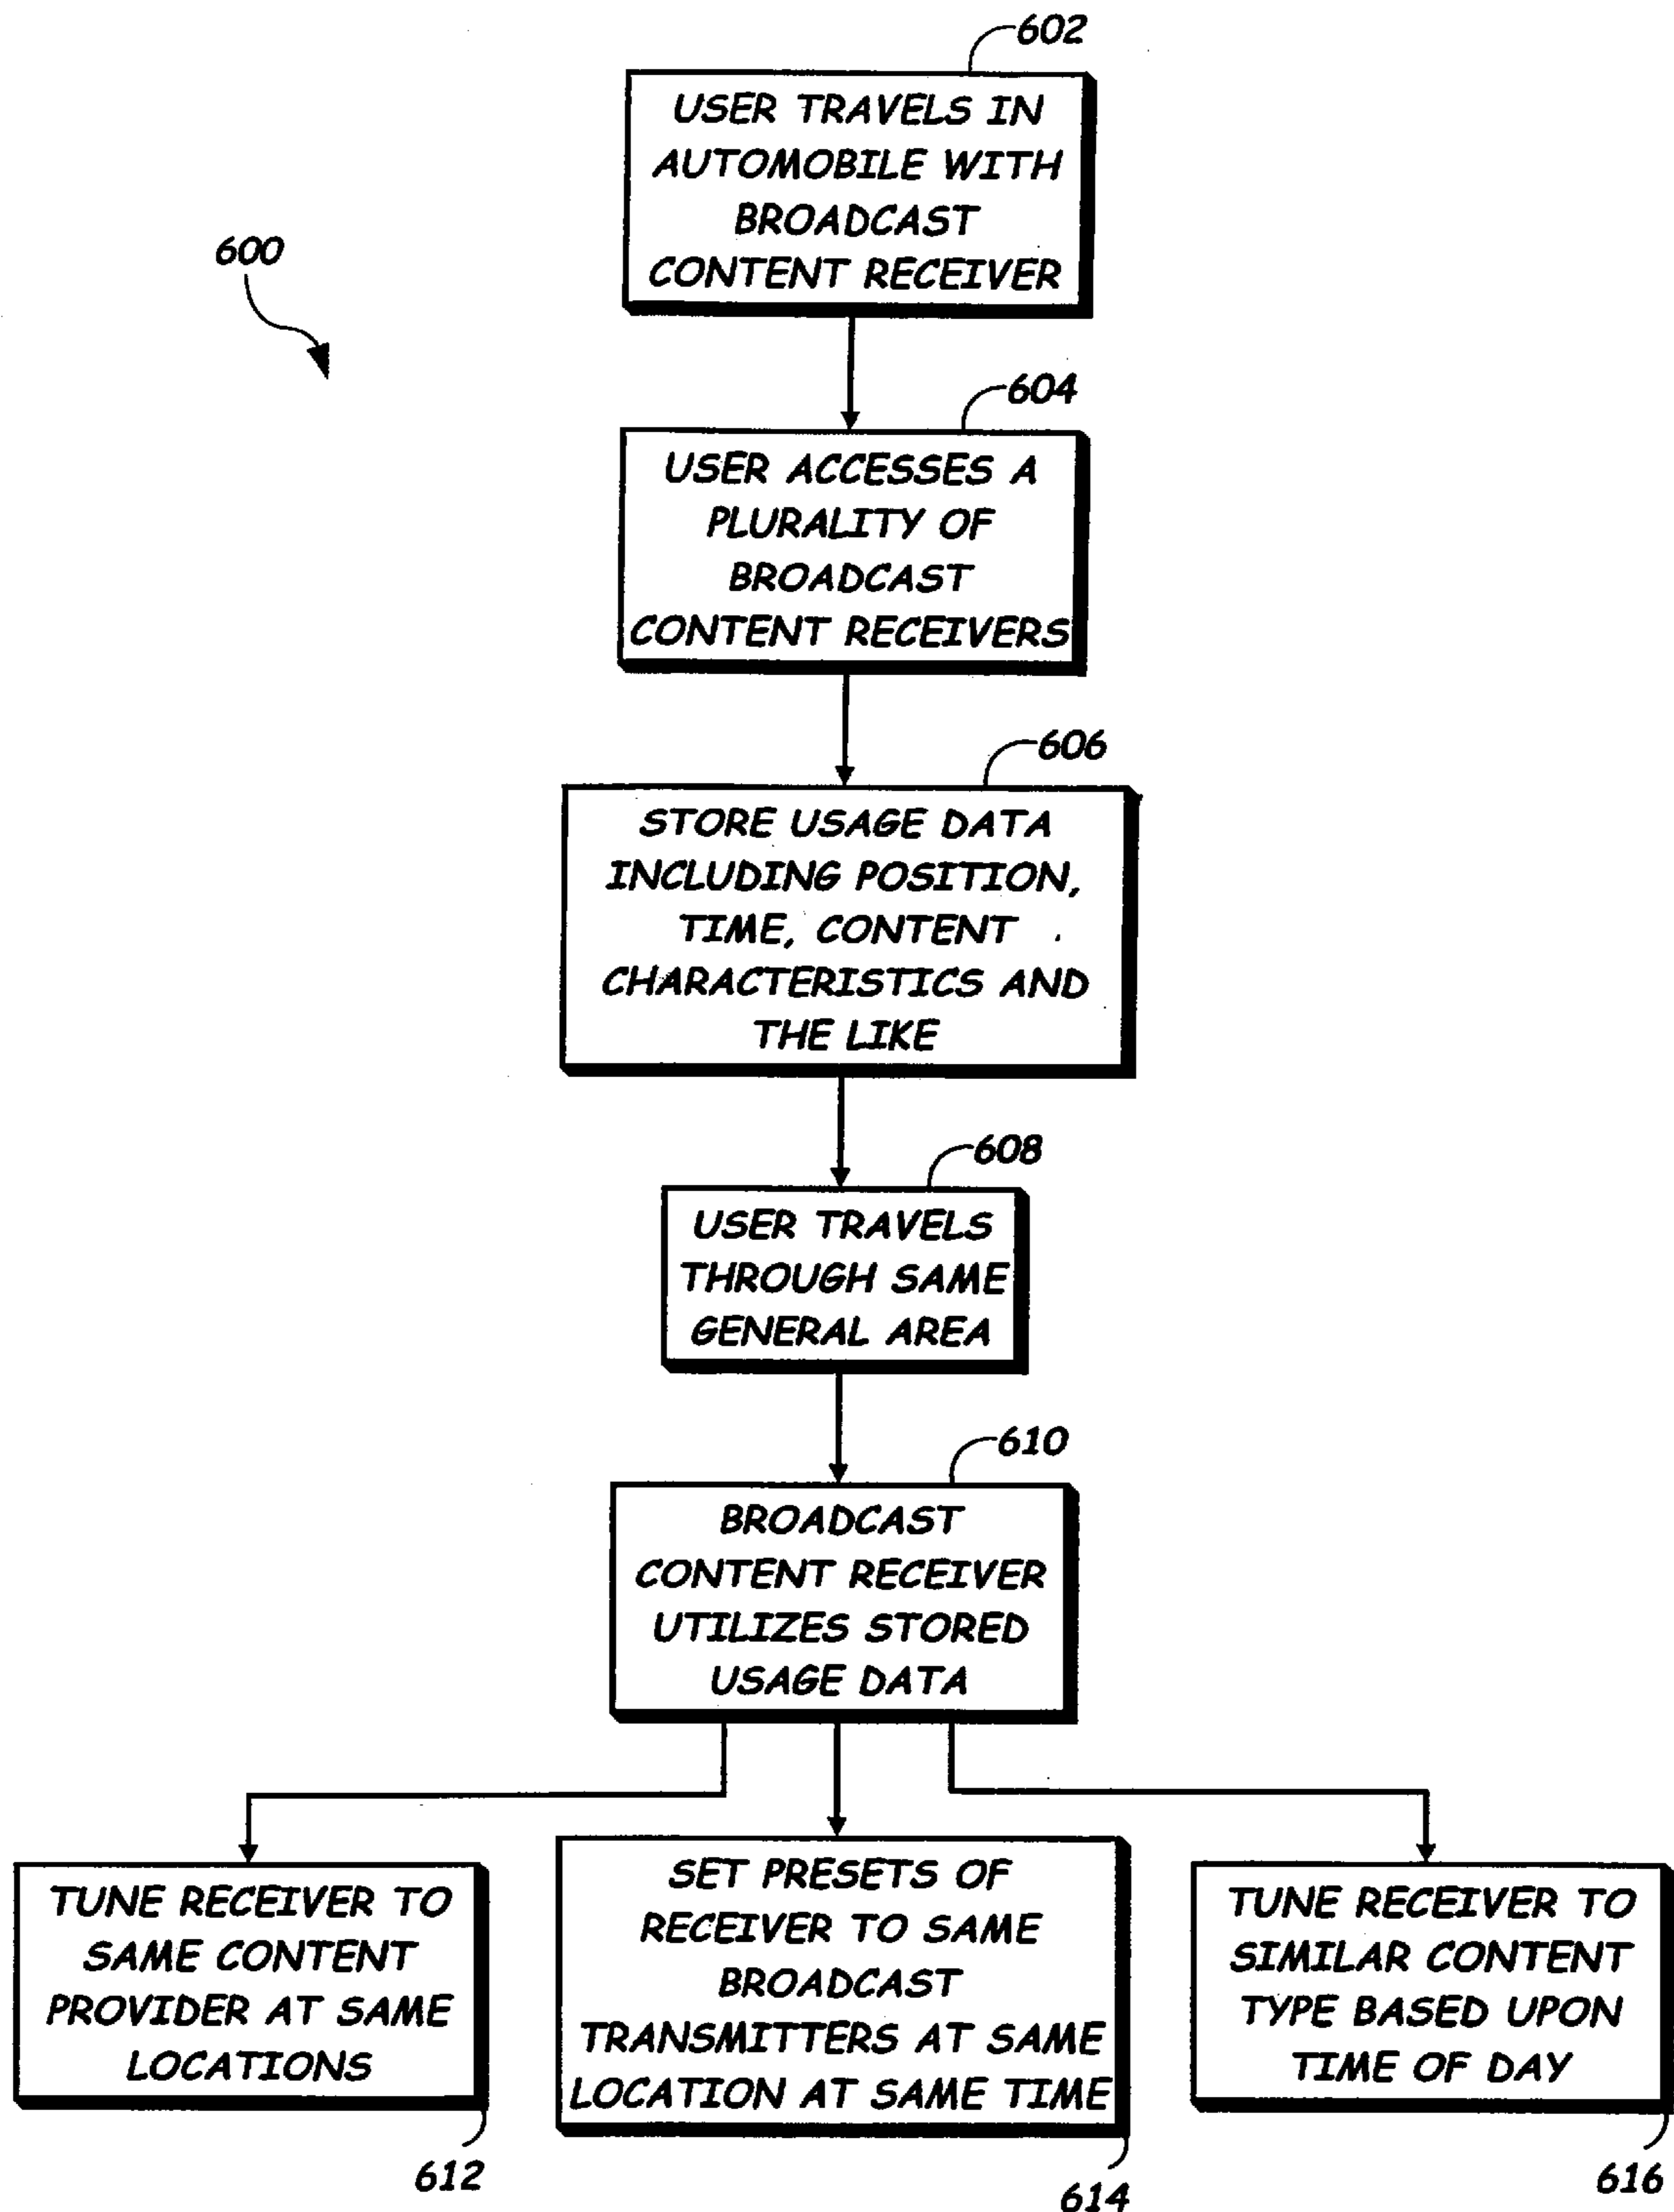 602
USER TRAVELS IN
AUTOMOBILE WITH
BROADCAST
CONTENT RECEIVER
600
604
USER ACCESSES A
PLURALITY OF
BROADCAST
CONTENT RECEIVERS
606
STORE USAGE DATA
INCLUDING POSITION,
TIME, CONTENT
CHARACTERISTICS AND
THE LIKE
608
USER TRAVELS
THROUGH SAME
GENERAL AREA
610
BROADCAST
CONTENT RECEIVER
UTILIZES STORED
USAGE DATA
TUNE RECEIVER TO
SAME CONTENT
PROVIDER AT SAME
LOCATIONS
612
SET PRESETS OF
RECEIVER TO SAME
BROADCAST
TRANSMITTERS AT SAME
LOCATION AT SAME TIME
614
TUNE RECEIVER TO
SIMILAR CONTENT
TYPE BASED UPON
TIME OF DAY
616